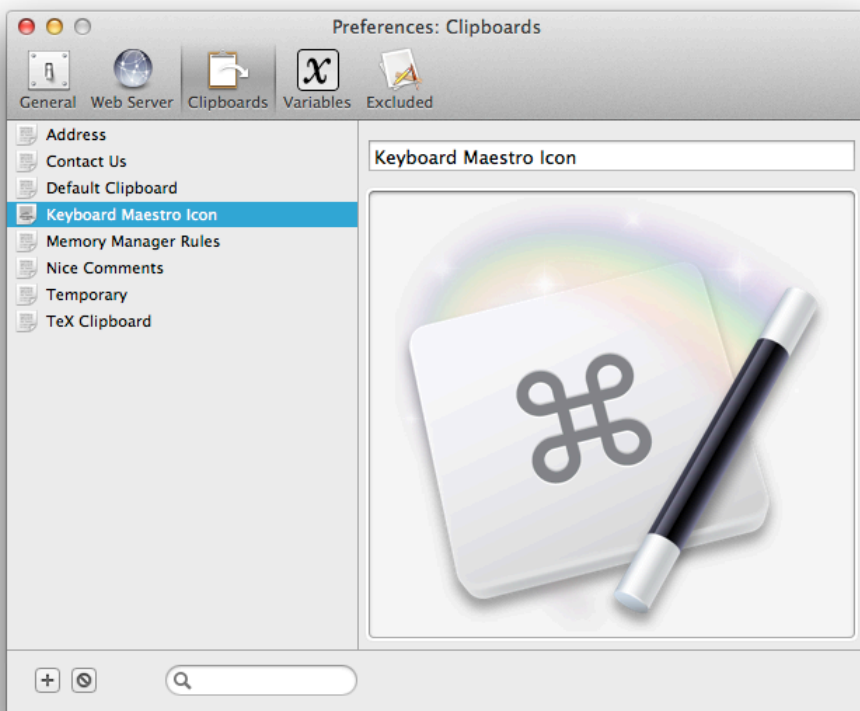 Preferences: Clipboards
General Web Server Clipboards Variables Excluded
Address
Contact Us
Default Clipboard
Keyboard Maestro Icon
Memory Manager Rules
Nice Comments
Temporary
TeX Clipboard
Keyboard Maestro Icon